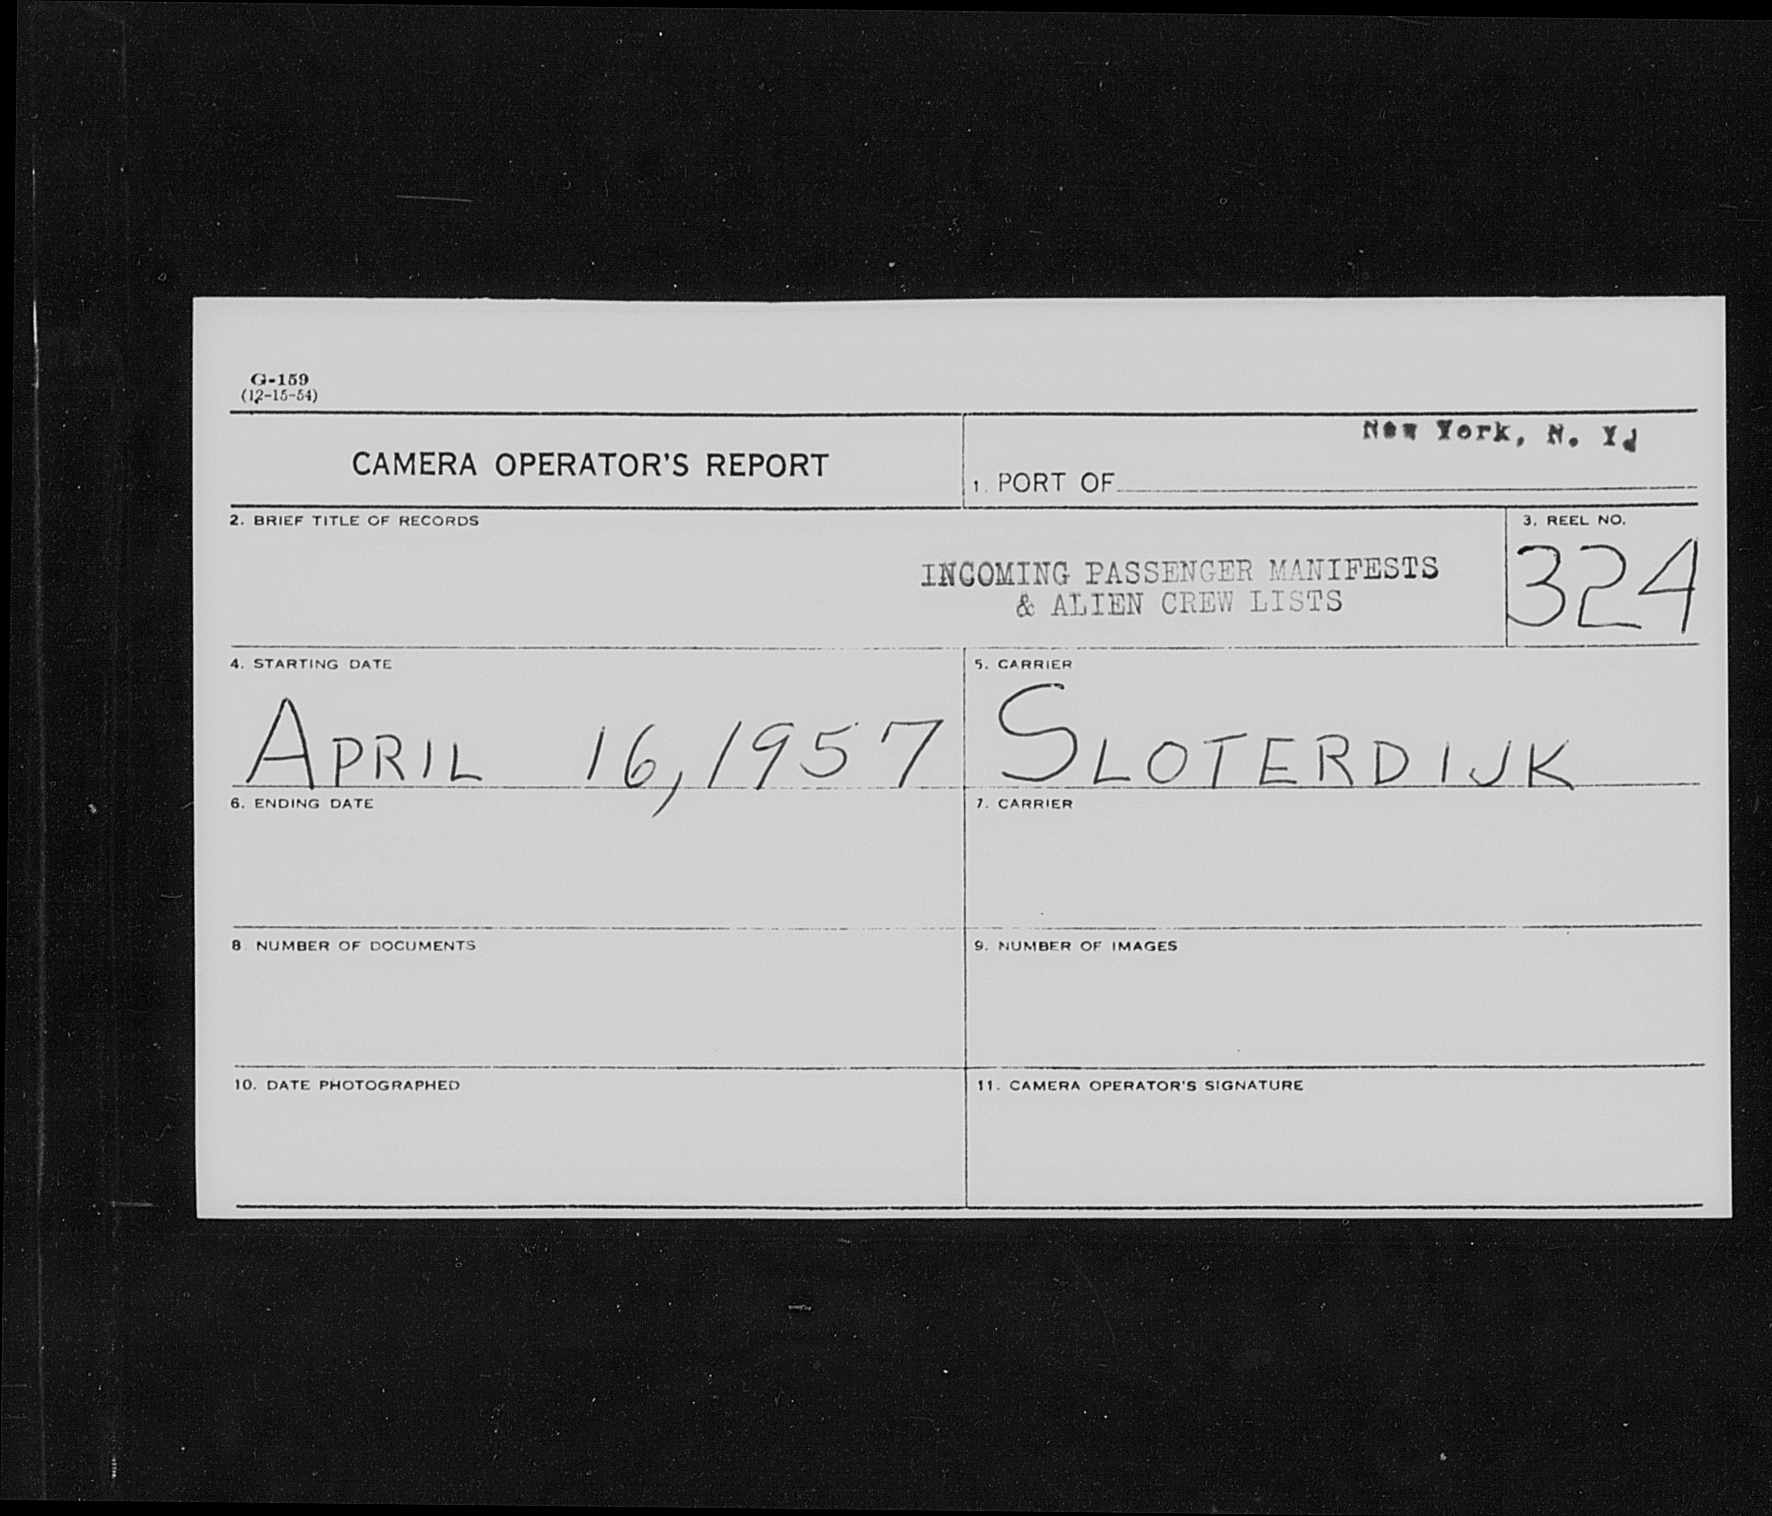 G-159
(12-15-54)
CAMERA OPERATOR'S REPORT
New York, N. Y.
1. PORT OF
2. BRIEF TITLE OF RECORDS
INCOMING PASSENGER MANIFESTS
& ALIEN CREW LISTS
3. REEL NO.
324
4. STARTING DATE
APRIL 16, 1957
5. CARRIER
SLOTERDIJK
6. ENDING DATE
7. CARRIER
8. NUMBER OF DOCUMENTS
9. NUMBER OF IMAGES
10. DATE PHOTOGRAPHED
11. CAMERA OPERATOR'S SIGNATURE